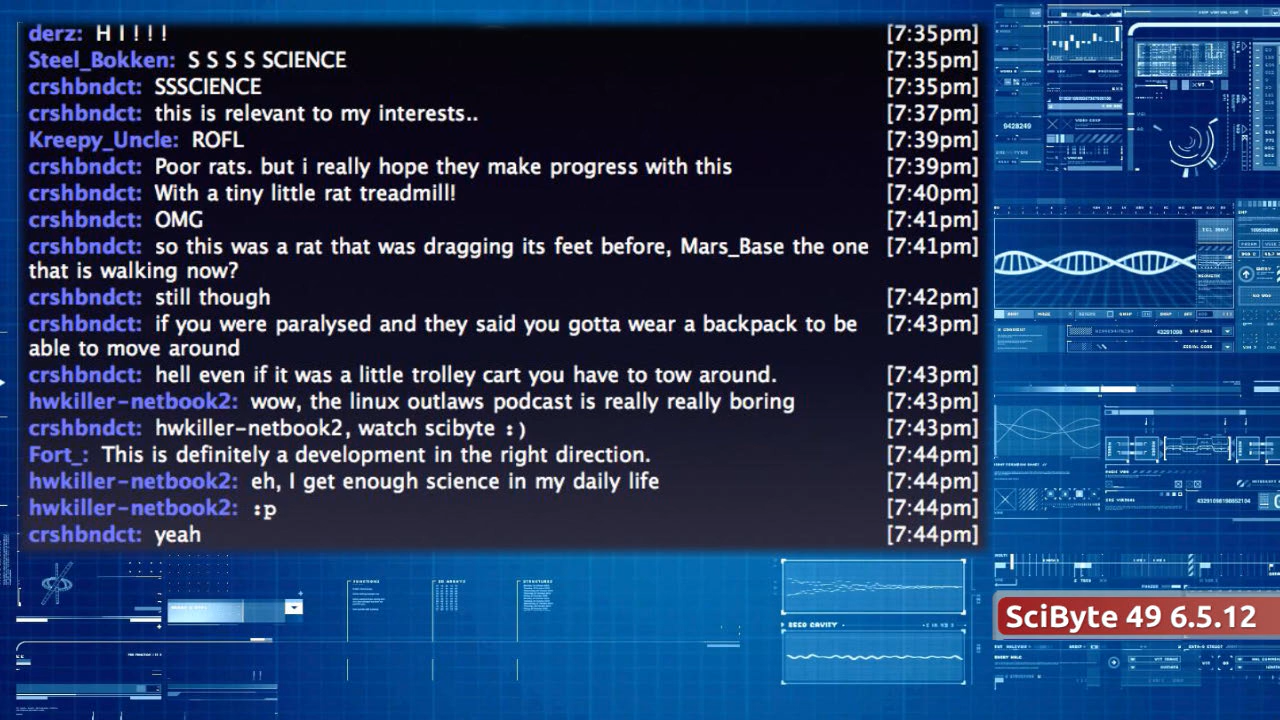 derz: H I ! ! ! ! [7:35pm]
Steel_Bokken: S S S S SCIENCE [7:35pm]
crshbndct: SSSCIENCE [7:35pm]
crshbndct: this is relevant to my interests.. [7:37pm]
Kreepy_Uncle: ROFL [7:39pm]
crshbndct: Poor rats. but i really hope they make progress with this [7:39pm]
crshbndct: With a tiny little rat treadmill! [7:40pm]
crshbndct: OMG [7:41pm]
crshbndct: so this was a rat that was dragging its feet before, Mars_Base the one [7:41pm]
that is walking now?
crshbndct: still though [7:42pm]
crshbndct: if you were paralysed and they said you gotta wear a backpack to be [7:43pm]
able to move around
crshbndct: hell even if it was a little trolley cart you have to tow around. [7:43pm]
hwkiller-netbook2: wow, the linux outlaws podcast is really really boring [7:43pm]
crshbndct: hwkiller-netbook2, watch scibyte :) [7:43pm]
Fort_: This is definitely a development in the right direction. [7:44pm]
hwkiller-netbook2: eh, I get enough science in my daily life [7:44pm]
hwkiller-netbook2: :p [7:44pm]
crshbndct: yeah [7:44pm]
SciByte 49 6.5.12
9428249